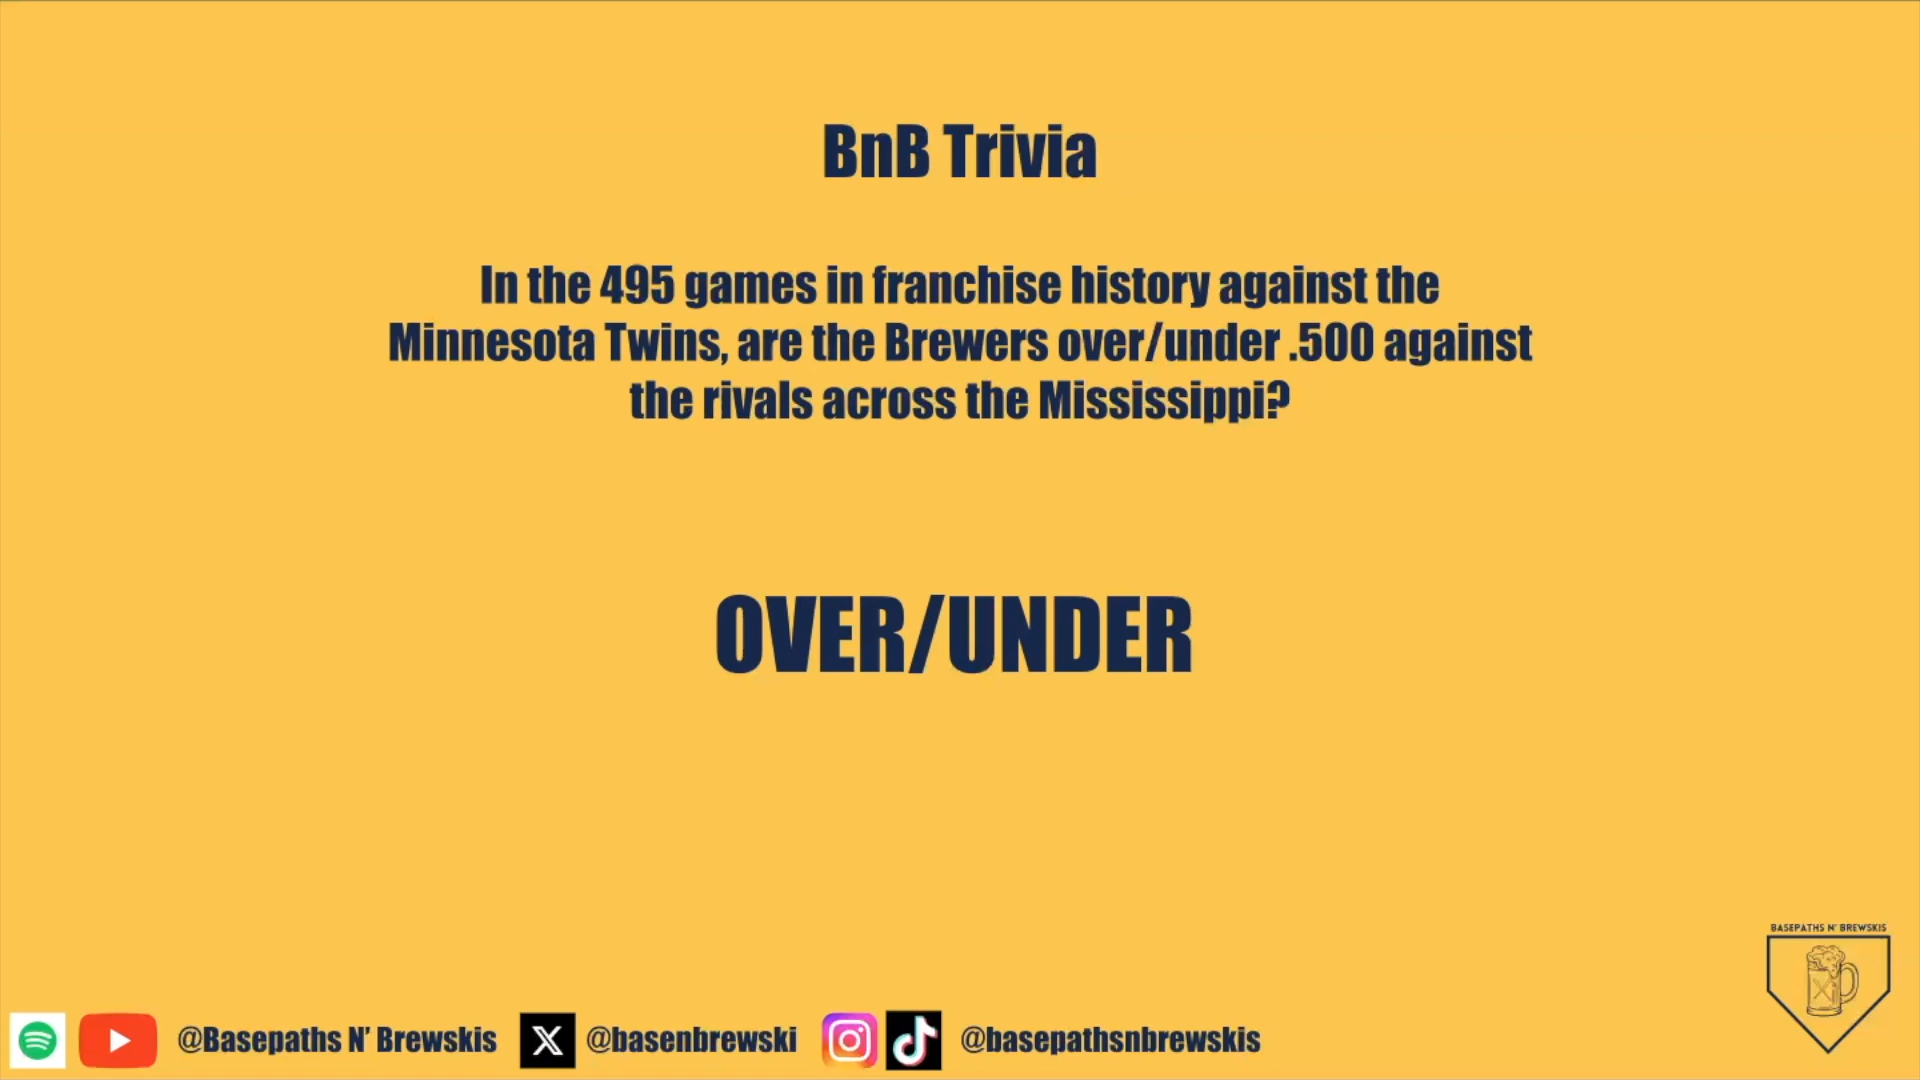 BnB Trivia
In the 495 games in franchise history against the
Minnesota Twins, are the Brewers over/under .500 against
the rivals across the Mississippi?
OVER/UNDER
BASEPATHS N' BREWSKIS
@Basepaths N’ Brewskis @basenbrewski @basepathsnbrewskis